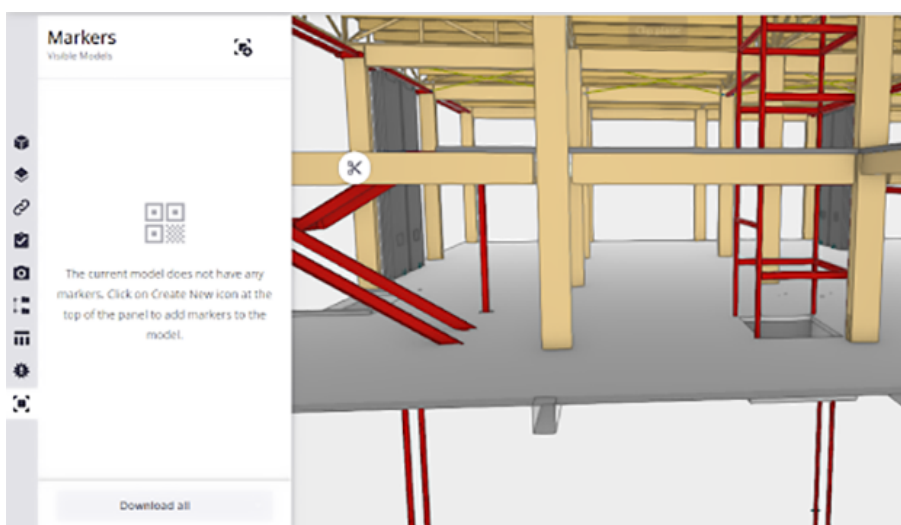 Markers
Visible Models
The current model does not have any
markers. Click on Create New icon at the
top of the panel to add markers to the
model.
Download all